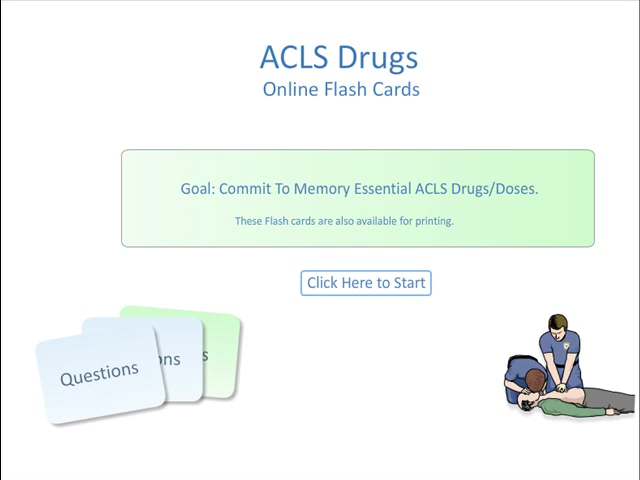 ACLS Drugs
Online Flash Cards
Goal: Commit To Memory Essential ACLS Drugs/Doses.
These Flash cards are also available for printing.
Click Here to Start
Questions
ons
s